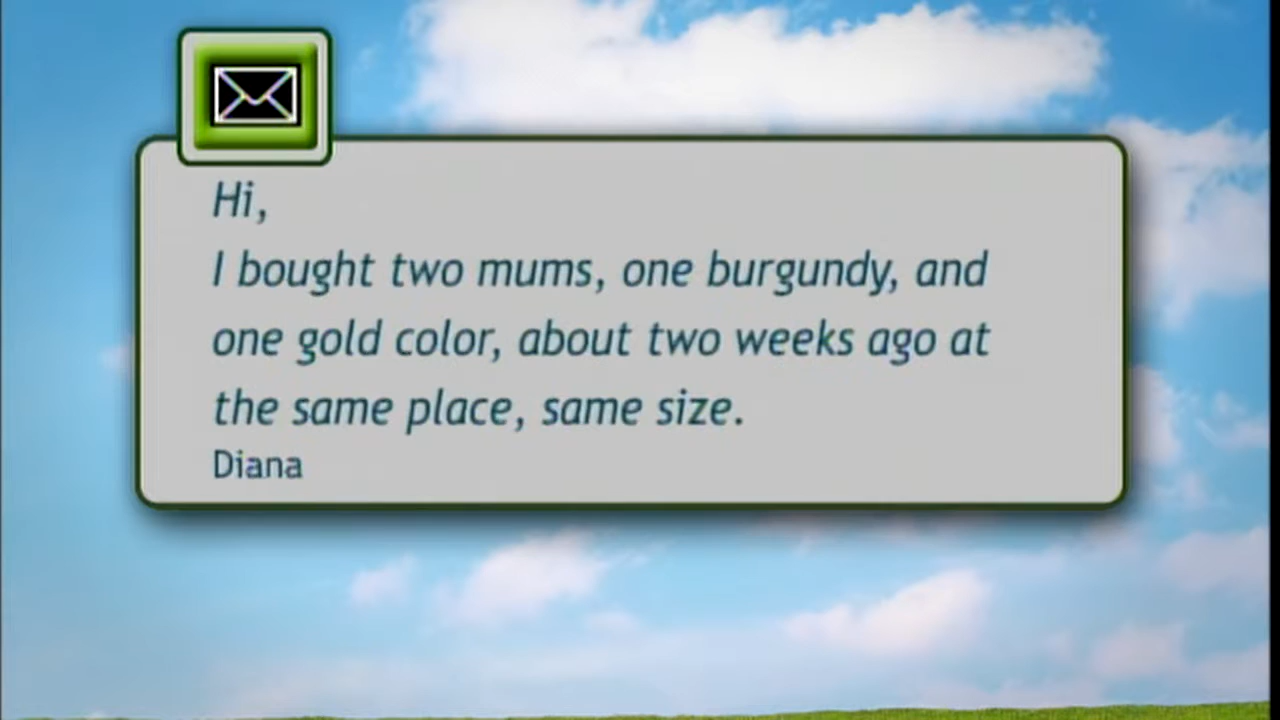 Hi,
I bought two mums, one burgundy, and
one gold color, about two weeks ago at
the same place, same size.
Diana